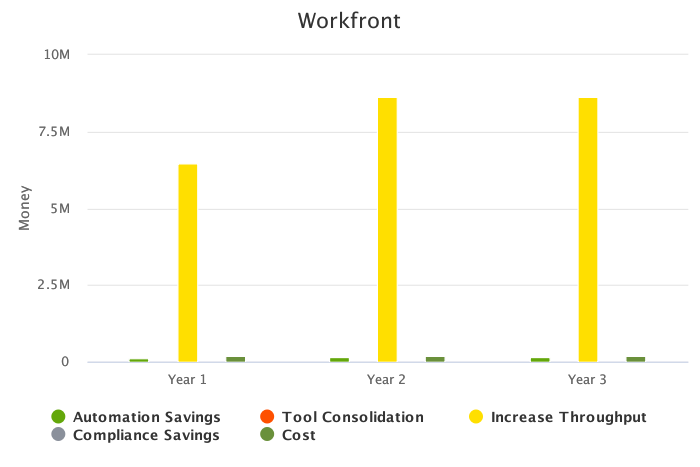 Workfront
10M
7.5M
5M
2.5M
0
Money
Year 1
Year 2
Year 3
Automation Savings
Tool Consolidation
Increase Throughput
Compliance Savings
Cost